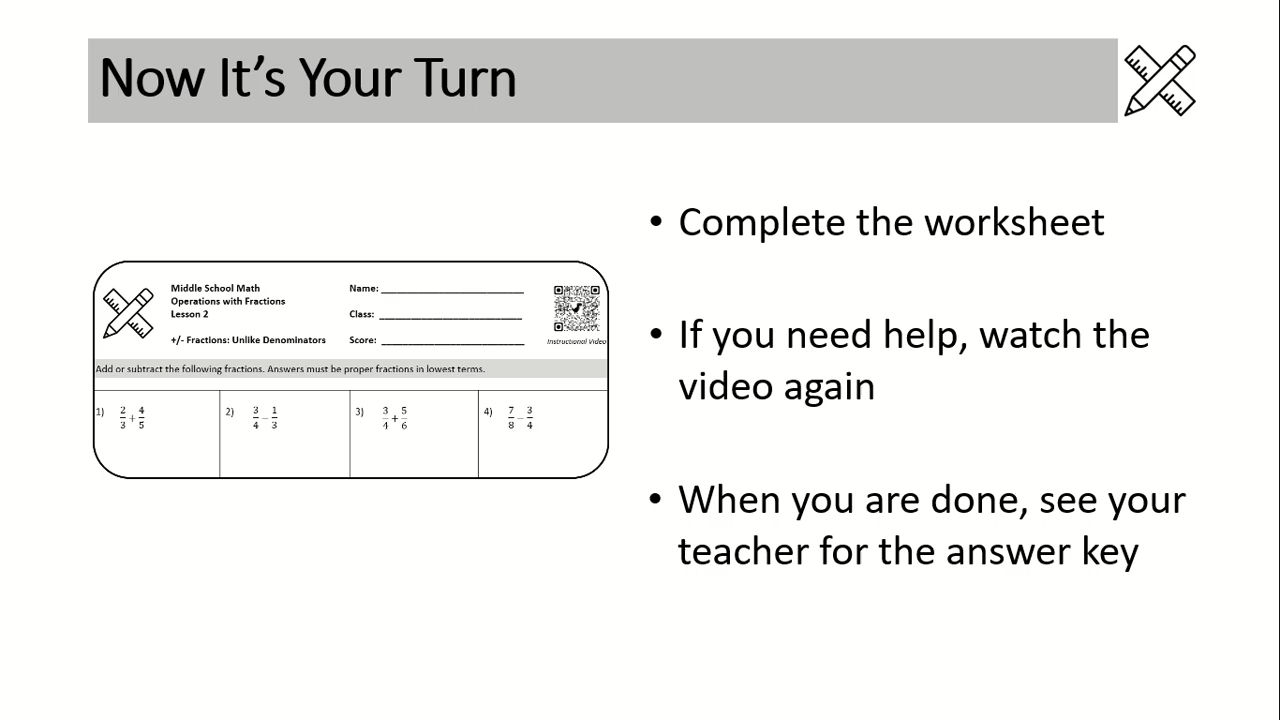 Now It's Your Turn
Middle School Math
Operations with Fractions
Lesson 2
+/- Fractions: Unlike Denominators
Name: ____________________
Class: ____________________
Score: ____________________
Instructional Video
Add or subtract the following fractions. Answers must be proper fractions in lowest terms.
1) 2/3 + 4/5
2) 3/4 − 1/3
3) 3/4 + 5/6
4) 7/8 − 3/4
• Complete the worksheet
• If you need help, watch the
video again
• When you are done, see your
teacher for the answer key